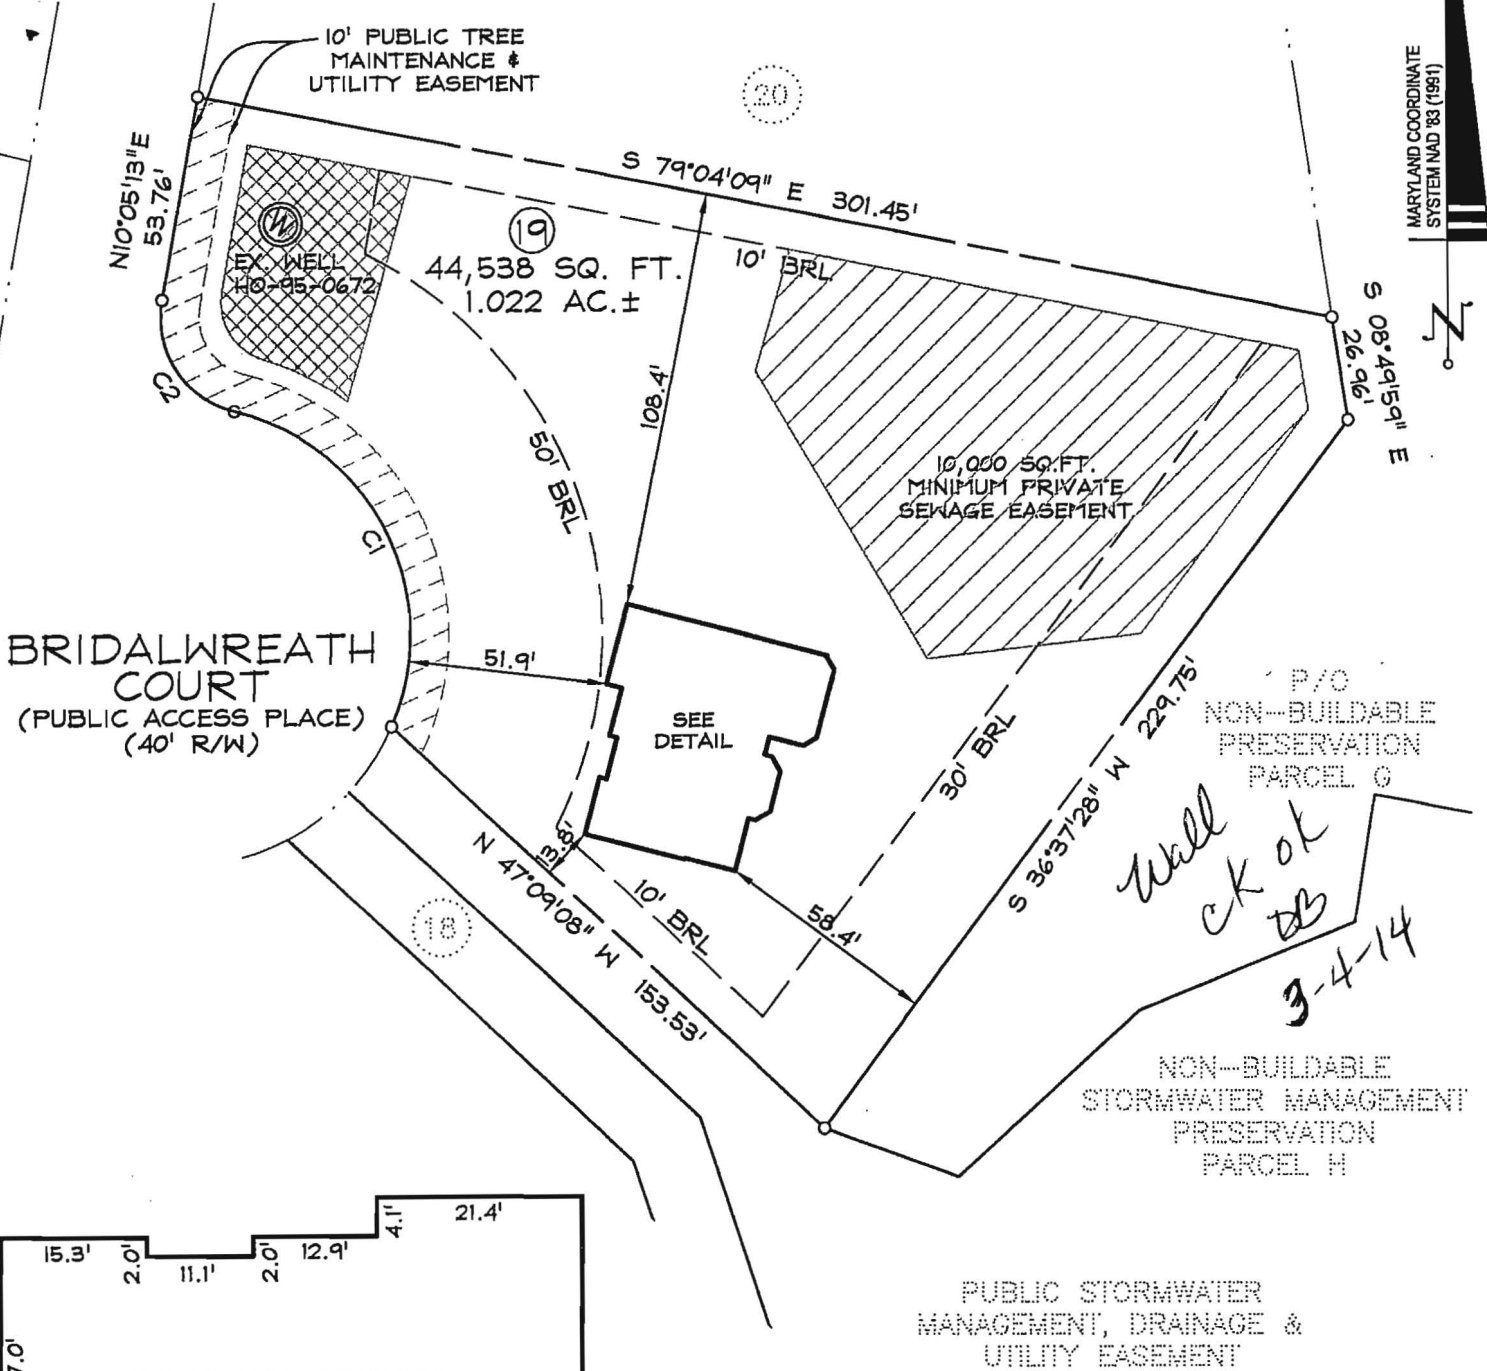 10' PUBLIC TREE
MAINTENANCE &
UTILITY EASEMENT
20
MARYLAND COORDINATE
SYSTEM NAD '83 (1991)
N
N10°05'13"E
53.76'
S 79°04'09" E 301.45'
10' BRL
W
EX. WELL
HO-95-0672
19
44,538 SQ. FT.
1.022 AC.±
S 08°49'59" E
26.96'
C2
108.4'
50' BRL
10,000 SQ.FT.
MINIMUM PRIVATE
SEWAGE EASEMENT
C1
BRIDALWREATH
COURT
(PUBLIC ACCESS PLACE)
(40' R/W)
51.9'
SEE
DETAIL
S 36°37'28" W 229.75'
30' BRL
P/O
NON-BUILDABLE
PRESERVATION
PARCEL G
Wall
CK OK
DB
3-4-14
13.8'
N 47°09'08" W 153.53'
10' BRL
58.4'
18
NON-BUILDABLE
STORMWATER MANAGEMENT
PRESERVATION
PARCEL H
15.3'
2.0'
11.1'
2.0'
12.9'
4.1'
21.4'
7.0'
PUBLIC STORMWATER
MANAGEMENT, DRAINAGE &
UTILITY EASEMENT